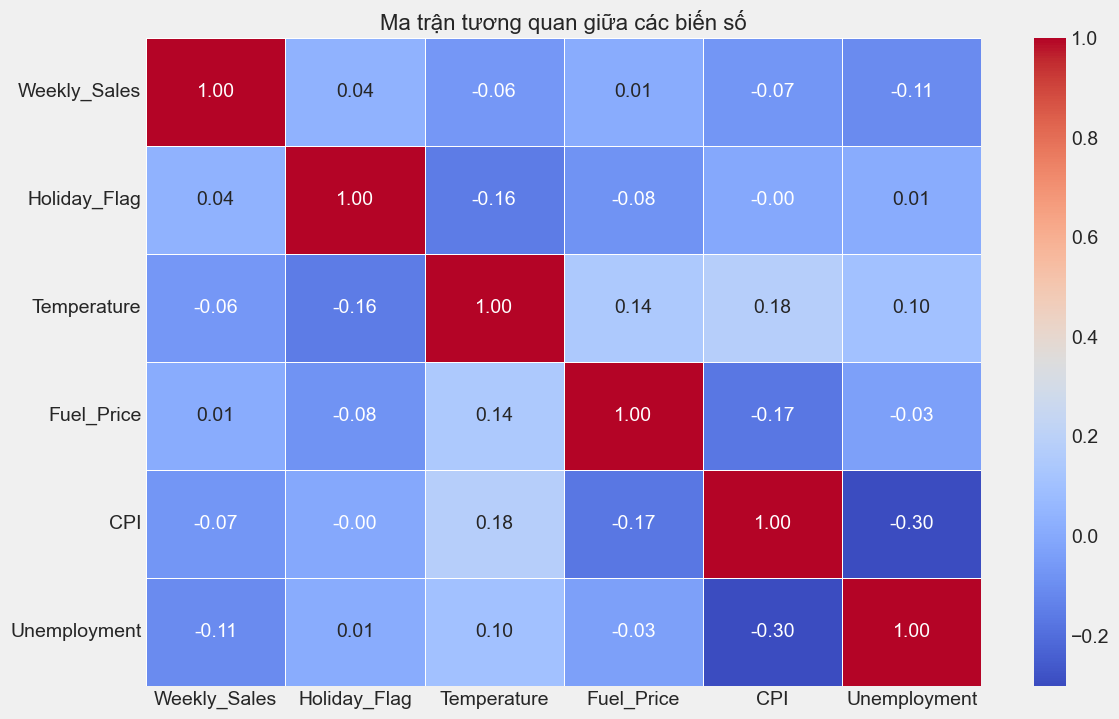 Ma trận tương quan giữa các biến số
Weekly_Sales 1.00 0.04 -0.06 0.01 -0.07 -0.11
Holiday_Flag 0.04 1.00 -0.16 -0.08 -0.00 0.01
Temperature -0.06 -0.16 1.00 0.14 0.18 0.10
Fuel_Price 0.01 -0.08 0.14 1.00 -0.17 -0.03
CPI -0.07 -0.00 0.18 -0.17 1.00 -0.30
Unemployment -0.11 0.01 0.10 -0.03 -0.30 1.00
Weekly_Sales Holiday_Flag Temperature Fuel_Price CPI Unemployment
1.0
0.8
0.6
0.4
0.2
0.0
−0.2